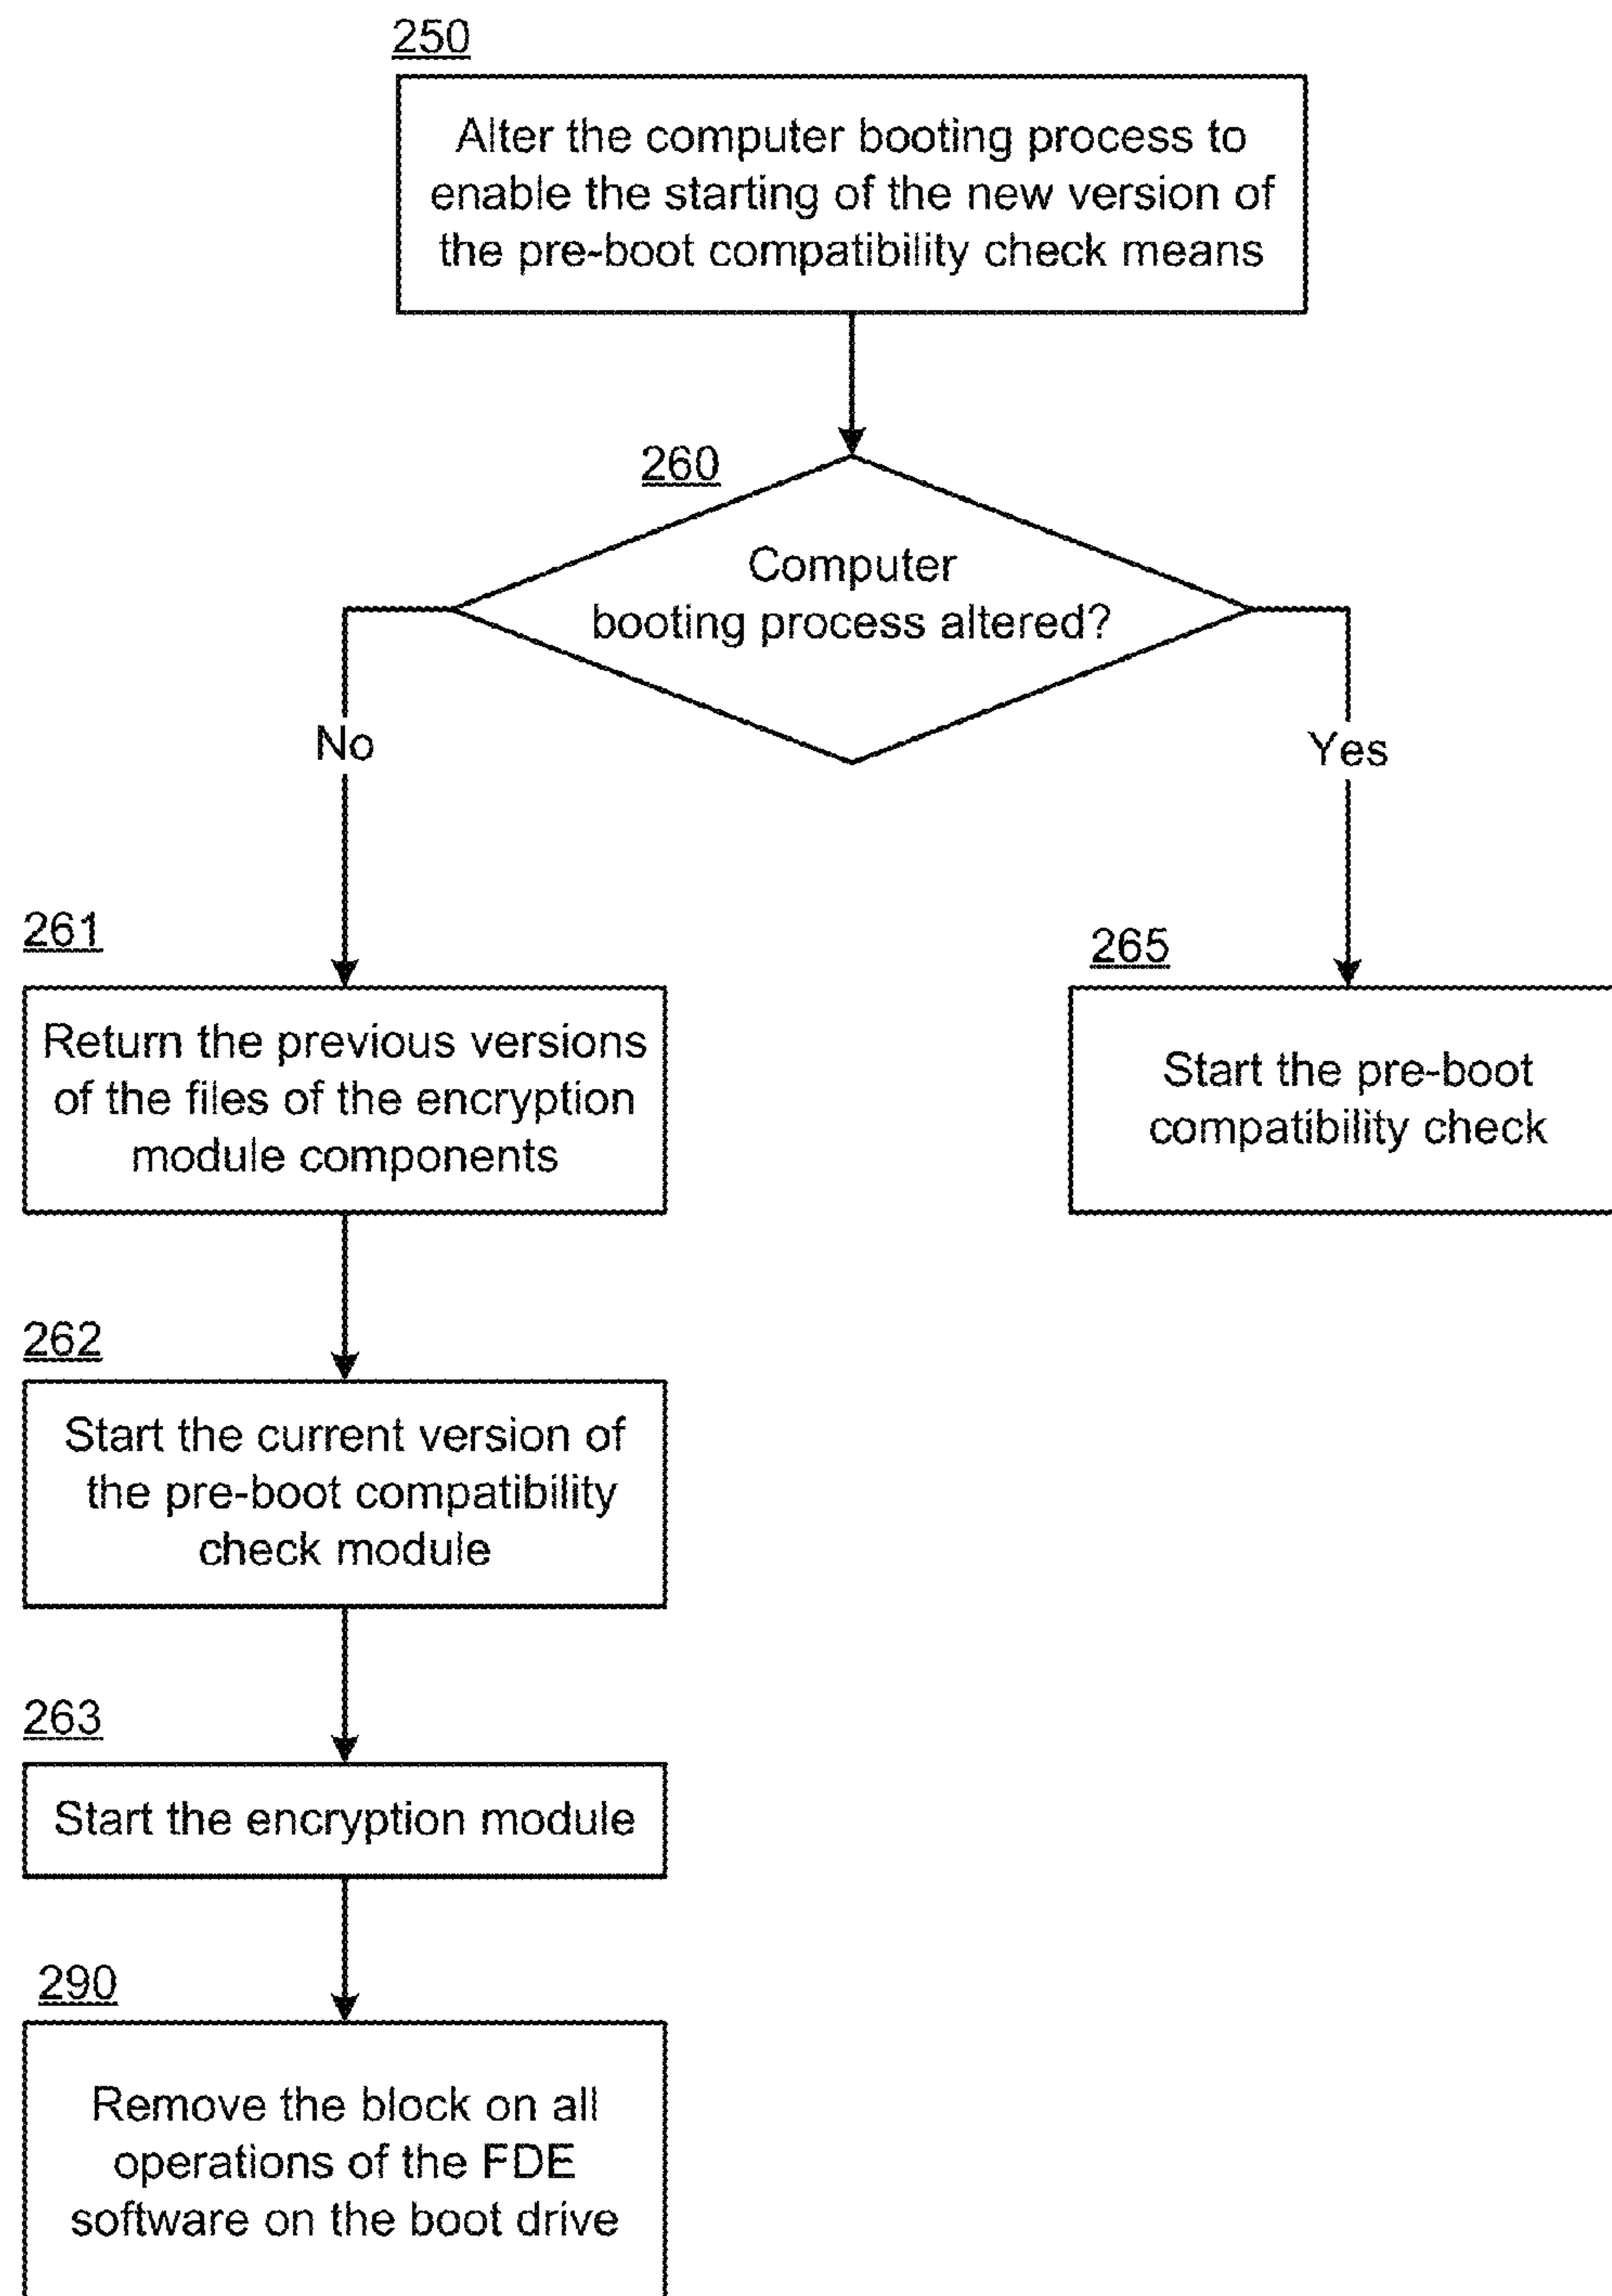 250
Alter the computer booting process to
enable the starting of the new version of
the pre-boot compatibility check means
260
Computer
booting process altered?
No
Yes
261
Return the previous versions
of the files of the encryption
module components
265
Start the pre-boot
compatibility check
262
Start the current version of
the pre-boot compatibility
check module
263
Start the encryption module
290
Remove the block on all
operations of the FDE
software on the boot drive